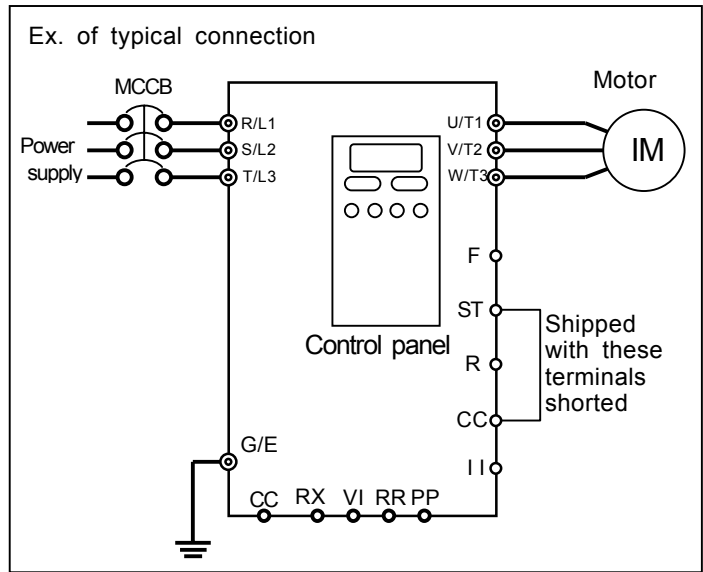 Ex. of typical connection
MCCB
Motor
R/L1
U/T1
Power
supply
S/L2
V/T2
IM
T/L3
W/T3
F
ST
Control panel
Shipped
with these
terminals
shorted
R
CC
G/E
I I
CC RX VI RR PP